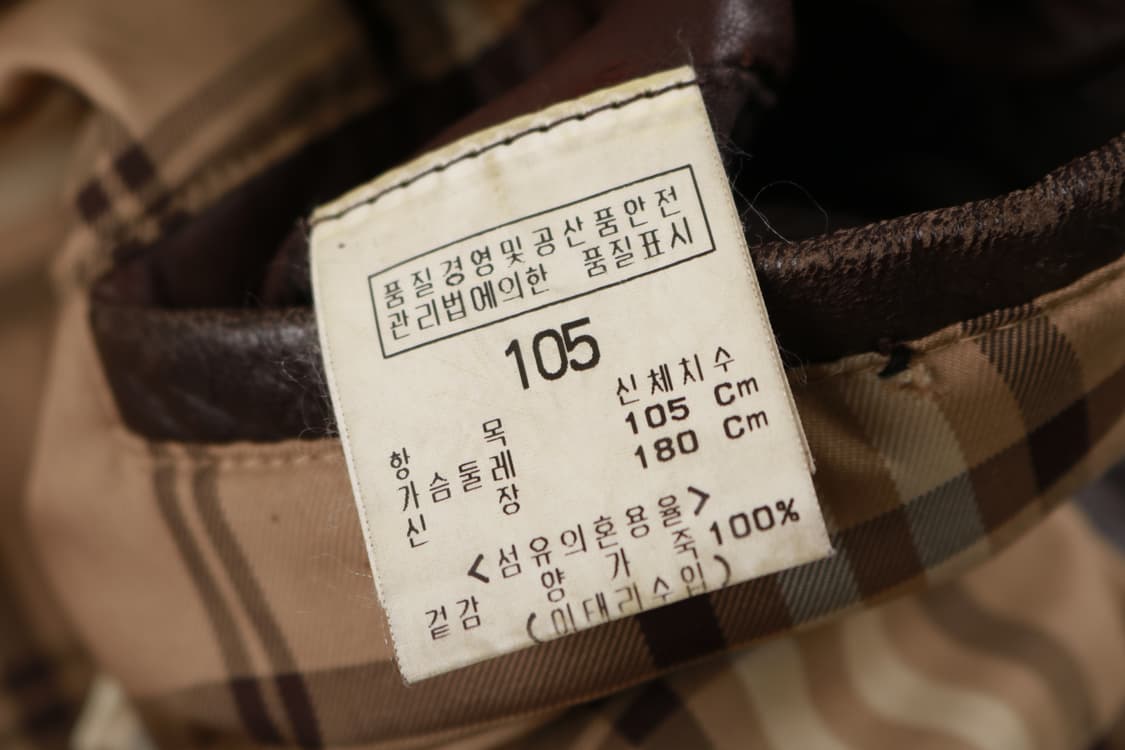 품질경영및공산품안전
관리법에의한 품질표시
105
항목 신체치수
가슴둘레 105 Cm
신장 180 Cm
<섬유의혼용율>
겉감 양가죽 100%
(이태리수입)